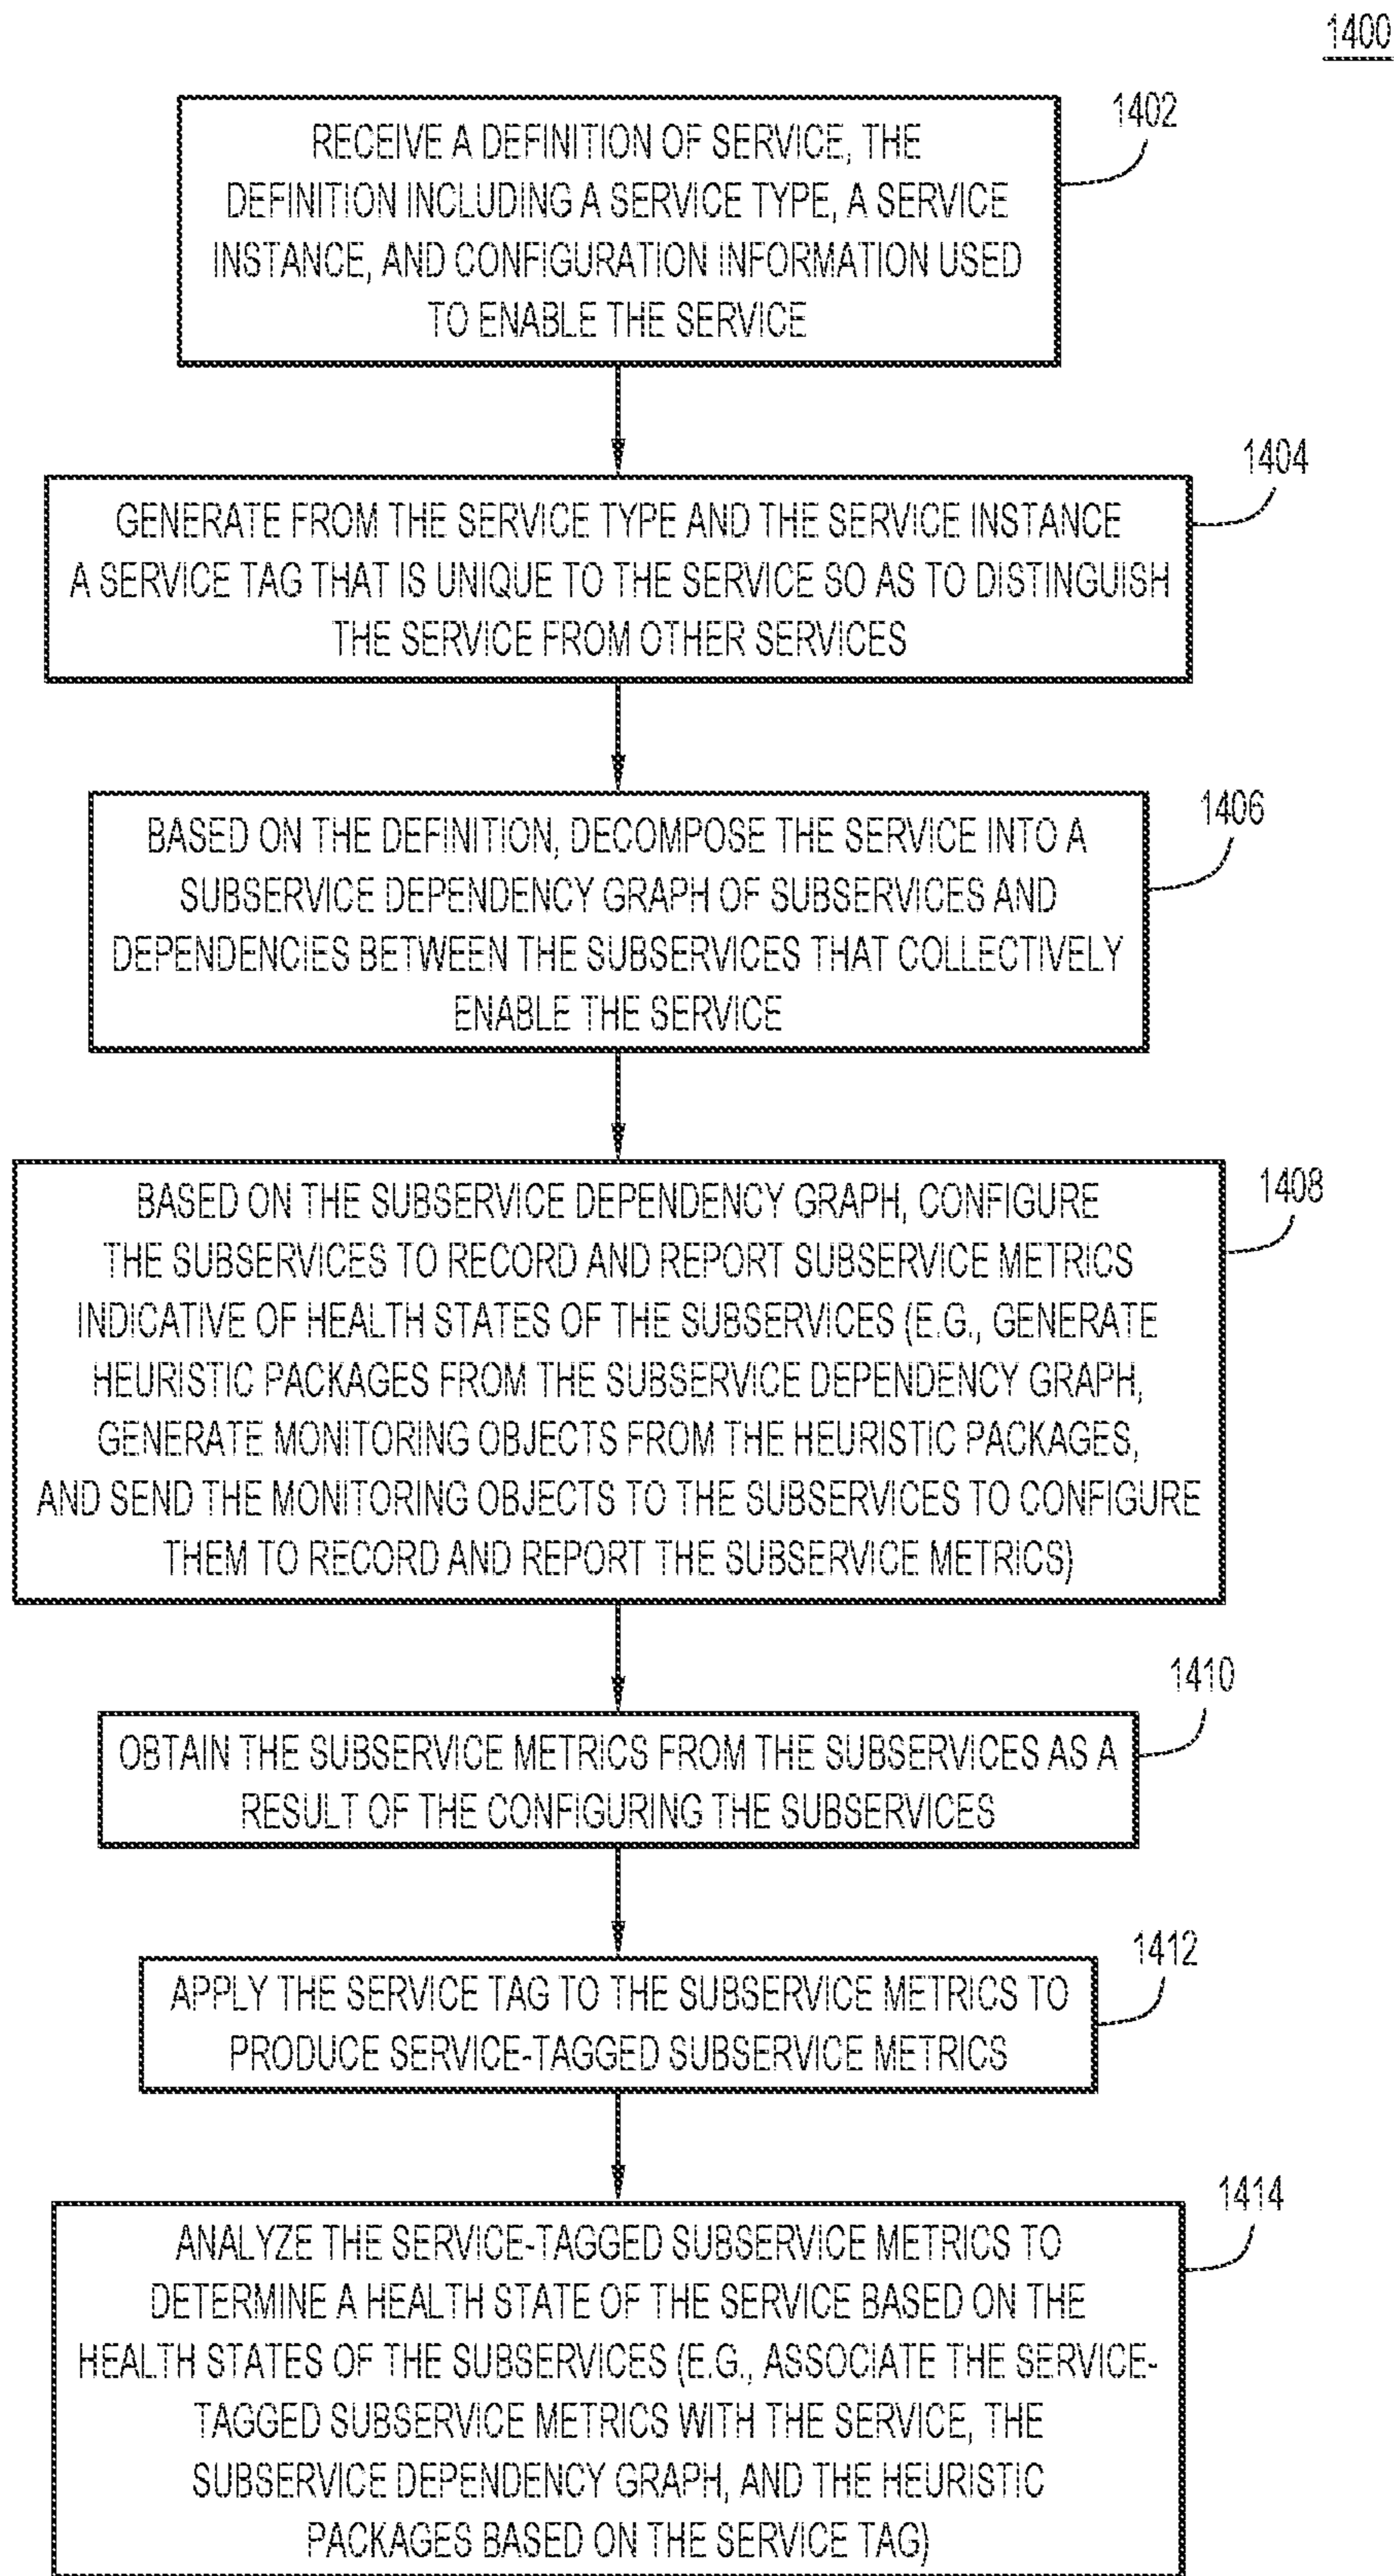 1400
1402
RECEIVE A DEFINITION OF SERVICE, THE
DEFINITION INCLUDING A SERVICE TYPE, A SERVICE
INSTANCE, AND CONFIGURATION INFORMATION USED
TO ENABLE THE SERVICE
1404
GENERATE FROM THE SERVICE TYPE AND THE SERVICE INSTANCE
A SERVICE TAG THAT IS UNIQUE TO THE SERVICE SO AS TO DISTINGUISH
THE SERVICE FROM OTHER SERVICES
1406
BASED ON THE DEFINITION, DECOMPOSE THE SERVICE INTO A
SUBSERVICE DEPENDENCY GRAPH OF SUBSERVICES AND
DEPENDENCIES BETWEEN THE SUBSERVICES THAT COLLECTIVELY
ENABLE THE SERVICE
1408
BASED ON THE SUBSERVICE DEPENDENCY GRAPH, CONFIGURE
THE SUBSERVICES TO RECORD AND REPORT SUBSERVICE METRICS
INDICATIVE OF HEALTH STATES OF THE SUBSERVICES (E.G., GENERATE
HEURISTIC PACKAGES FROM THE SUBSERVICE DEPENDENCY GRAPH,
GENERATE MONITORING OBJECTS FROM THE HEURISTIC PACKAGES,
AND SEND THE MONITORING OBJECTS TO THE SUBSERVICES TO CONFIGURE
THEM TO RECORD AND REPORT THE SUBSERVICE METRICS)
1410
OBTAIN THE SUBSERVICE METRICS FROM THE SUBSERVICES AS A
RESULT OF THE CONFIGURING THE SUBSERVICES
1412
APPLY THE SERVICE TAG TO THE SUBSERVICE METRICS TO
PRODUCE SERVICE-TAGGED SUBSERVICE METRICS
1414
ANALYZE THE SERVICE-TAGGED SUBSERVICE METRICS TO
DETERMINE A HEALTH STATE OF THE SERVICE BASED ON THE
HEALTH STATES OF THE SUBSERVICES (E.G., ASSOCIATE THE SERVICE-
TAGGED SUBSERVICE METRICS WITH THE SERVICE, THE
SUBSERVICE DEPENDENCY GRAPH, AND THE HEURISTIC
PACKAGES BASED ON THE SERVICE TAG)